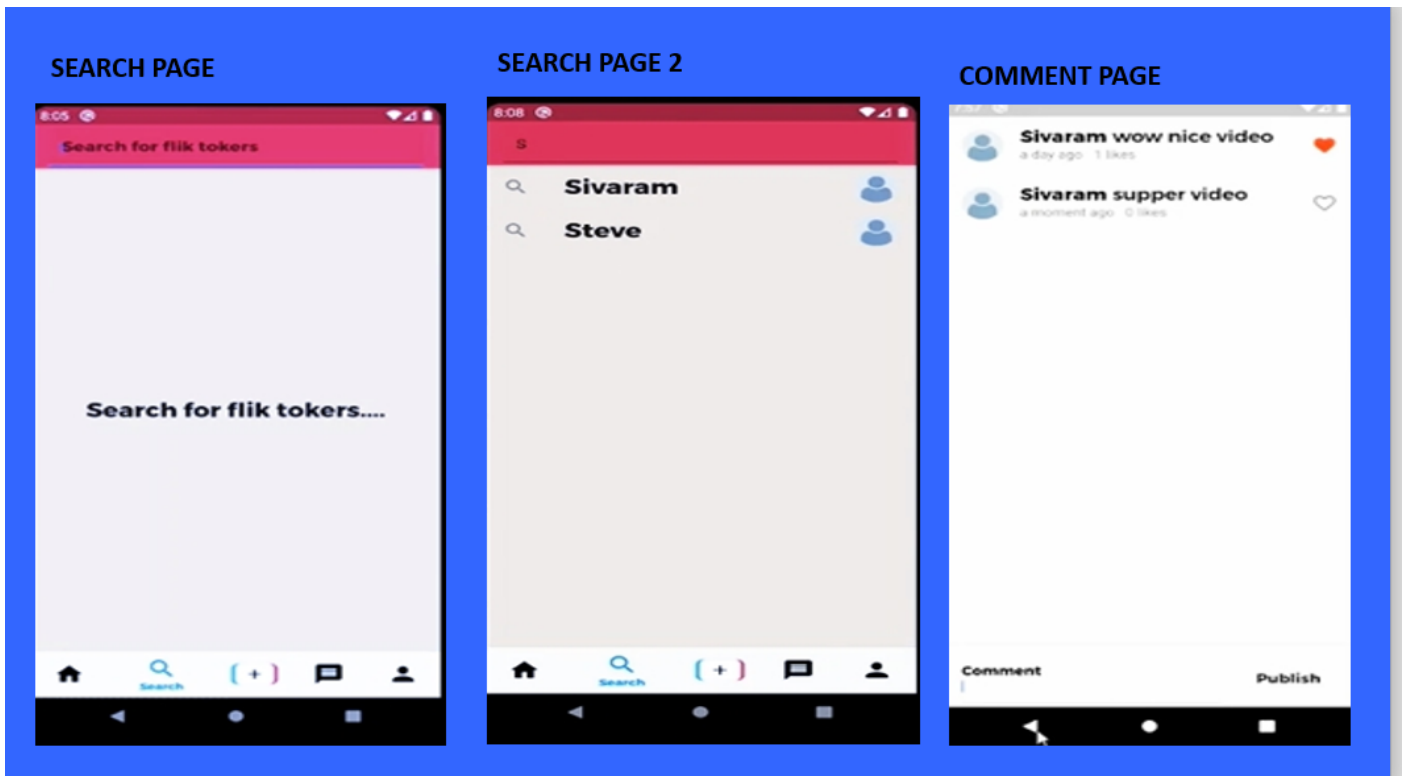 SEARCH PAGE
8:05
Search for flik tokers
Search for flik tokers....
Search
SEARCH PAGE 2
8:08
s
Sivaram
Steve
Search
COMMENT PAGE
7:57
Sivaram wow nice video
a day ago 1 likes
Sivaram supper video
a moment ago 0 likes
Comment
Publish